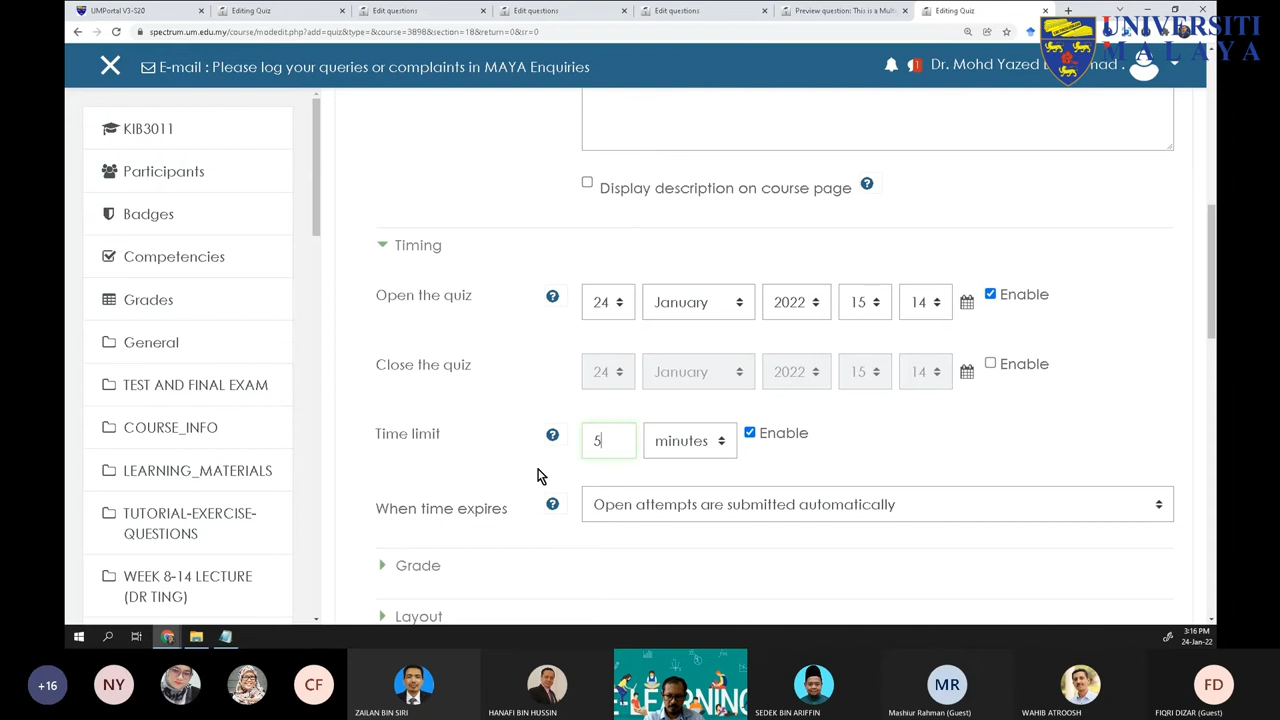 UMPortal V3-S20
Editing Quiz
Edit questions
Edit questions
Edit questions
Preview question: This is a Mult
Editing Quiz
spectrum.um.edu.my/course/modedit.php?add=quiz&type=&course=3898&section=18&return=0&sr=0
UNIVERSITI
MALAYA
E-mail : Please log your queries or complaints in MAYA Enquiries
1
Dr. Mohd Yazed
KIB3011
Participants
Badges
Competencies
Grades
General
TEST AND FINAL EXAM
COURSE_INFO
LEARNING_MATERIALS
TUTORIAL-EXERCISE-
QUESTIONS
WEEK 8-14 LECTURE
(DR TING)
Display description on course page
Timing
Open the quiz
24 January 2022 15 14
Enable
Close the quiz
24 January 2022 15 14
Enable
Time limit
5 minutes
Enable
When time expires
Open attempts are submitted automatically
Grade
Layout
3:16 PM
24-Jan-22
+16
NY
CF
ZAILAN BIN SIRI
HANAFI BIN HUSSIN
E-LEARNING
SEDEK BIN ARIFFIN
MR
Mashiur Rahman (Guest)
WAHIB ATROOSH
FD
FIQRI DIZAR (Guest)